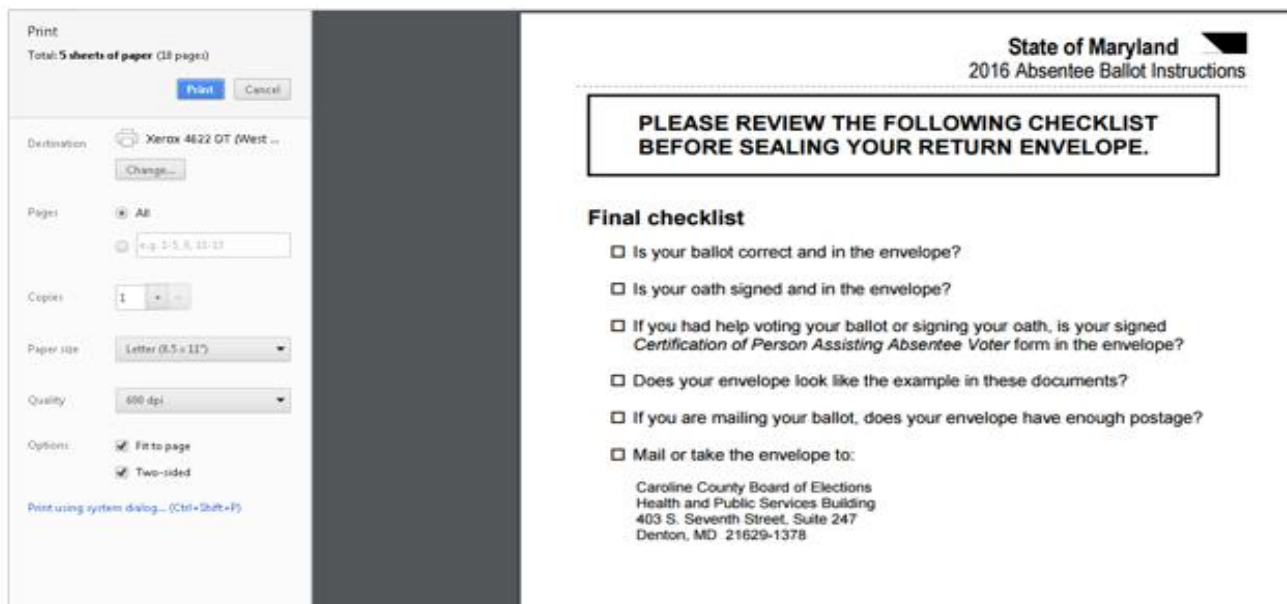 Print
Total: 5 sheets of paper (18 pages)
Print Cancel
Destination Xerox 4622 DT (West ...
Change...
Pages All
e.g. 1-5, 8, 11-13
Copies 1 + -
Paper size Letter (8.5 x 11")
Quality 600 dpi
Options Fit to page
Two-sided
Print using system dialog... (Ctrl+Shift+P)
State of Maryland
2016 Absentee Ballot Instructions
PLEASE REVIEW THE FOLLOWING CHECKLIST
BEFORE SEALING YOUR RETURN ENVELOPE.
Final checklist
Is your ballot correct and in the envelope?
Is your oath signed and in the envelope?
If you had help voting your ballot or signing your oath, is your signed
Certification of Person Assisting Absentee Voter form in the envelope?
Does your envelope look like the example in these documents?
If you are mailing your ballot, does your envelope have enough postage?
Mail or take the envelope to:
Caroline County Board of Elections
Health and Public Services Building
403 S. Seventh Street, Suite 247
Denton, MD 21629-1378